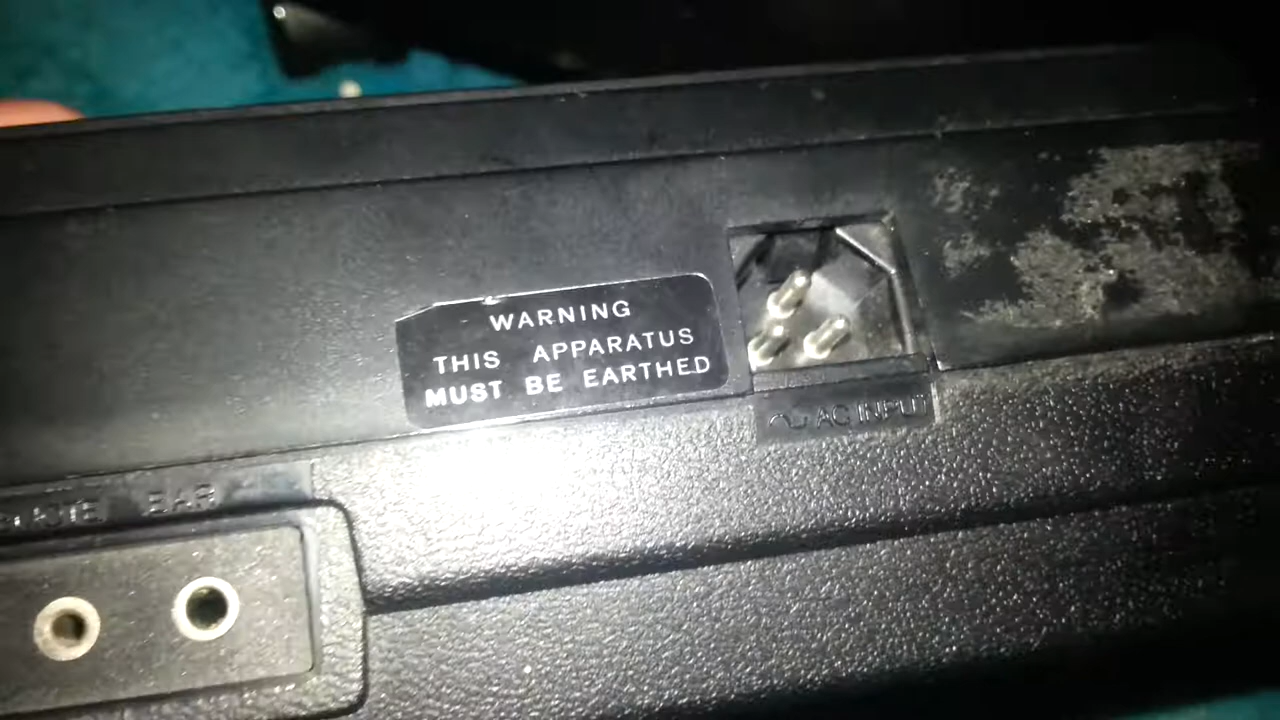 WARNING
THIS APPARATUS
MUST BE EARTHED
AC INPUT
EAR